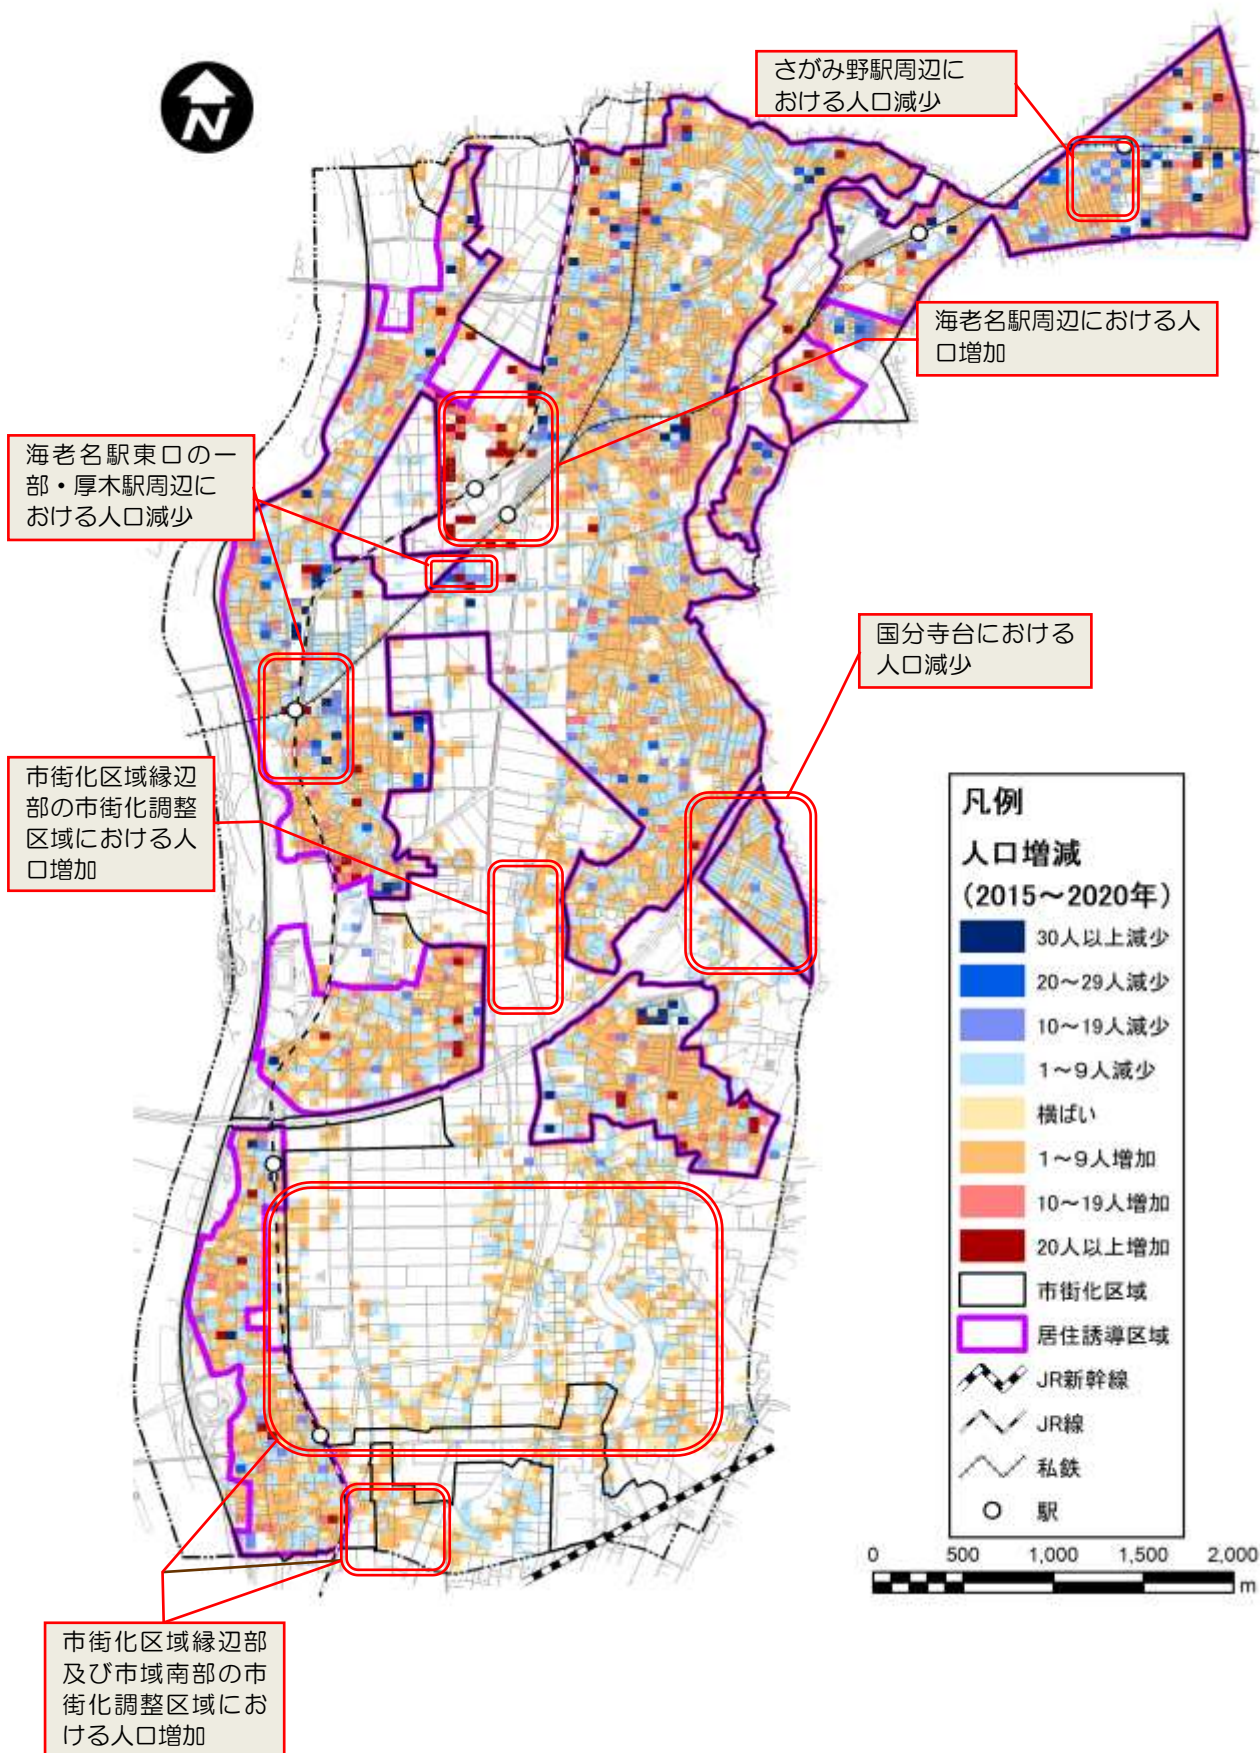 N
さがみ野駅周辺に
おける人口減少
海老名駅周辺における人
口増加
海老名駅東口の一
部・厚木駅周辺に
おける人口減少
国分寺台における
人口減少
市街化区域縁辺
部の市街化調整
区域における人
口増加
凡例
人口増減
(2015～2020年)
30人以上減少
20～29人減少
10～19人減少
1～9人減少
横ばい
1～9人増加
10～19人増加
20人以上増加
市街化区域
居住誘導区域
JR新幹線
JR線
私鉄
駅
0 500 1,000 1,500 2,000
m
市街化区域縁辺部
及び市域南部の市
街化調整区域にお
ける人口増加